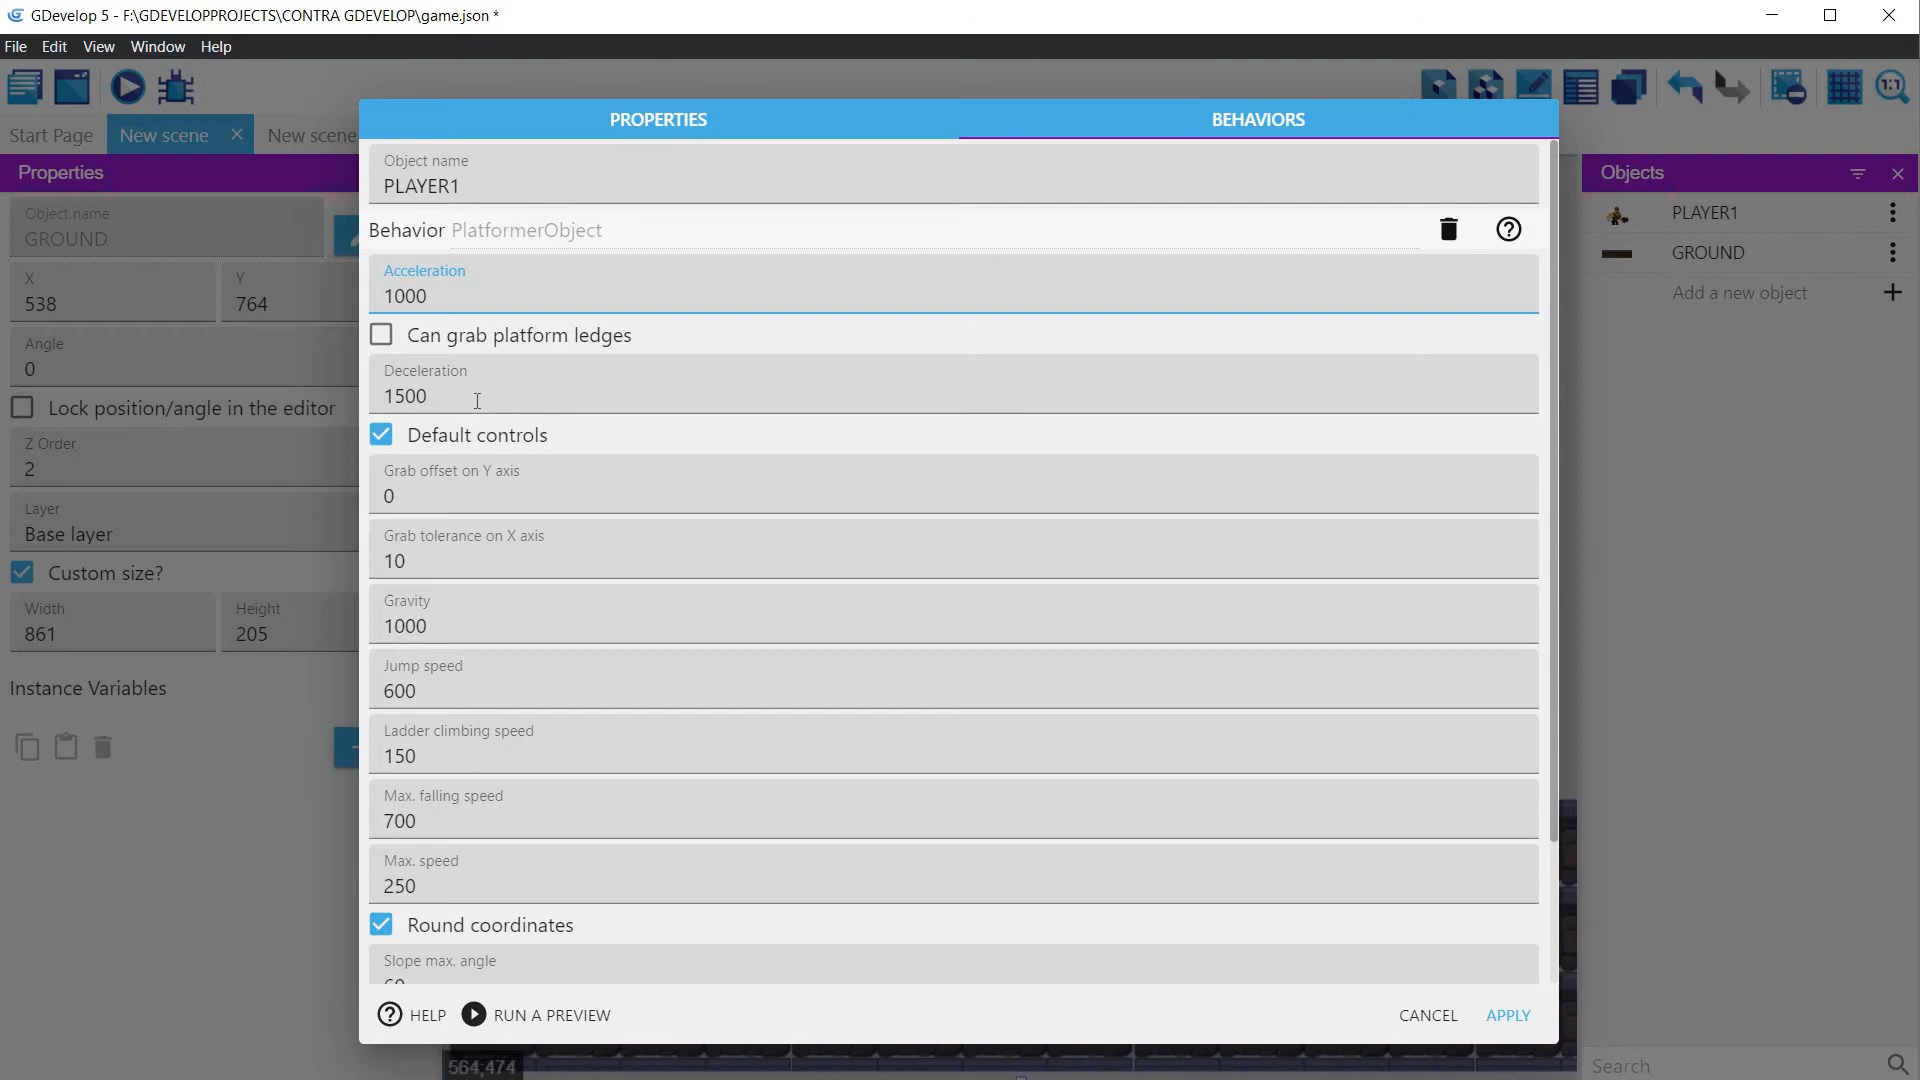 GDevelop 5 - F:\GDEVELOPPROJECTS\CONTRA GDEVELOP\game.json *
File Edit View Window Help
1:1
Start Page New scene × New scene
Properties
Object name
GROUND
X
538
Y
764
Angle
0
Lock position/angle in the editor
Z Order
2
Layer
Base layer
Custom size?
Width
861
Height
205
Instance Variables
PROPERTIES BEHAVIORS
Object name
PLAYER1
Behavior PlatformerObject
Acceleration
1000
Can grab platform ledges
Deceleration
1500
Default controls
Grab offset on Y axis
0
Grab tolerance on X axis
10
Gravity
1000
Jump speed
600
Ladder climbing speed
150
Max. falling speed
700
Max. speed
250
Round coordinates
Slope max. angle
60
HELP RUN A PREVIEW CANCEL APPLY
564;474
Objects
PLAYER1
GROUND
Add a new object
Search